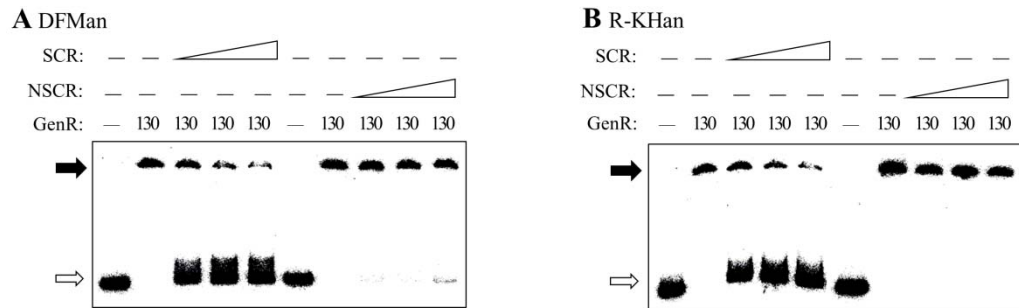 A DFMan
SCR: — — — — — — —
NSCR: — — — — — — —
GenR: — 130 130 130 130 — 130 130 130 130
B R-KHan
SCR: — — — — — — —
NSCR: — — — — — — —
GenR: — 130 130 130 130 — 130 130 130 130